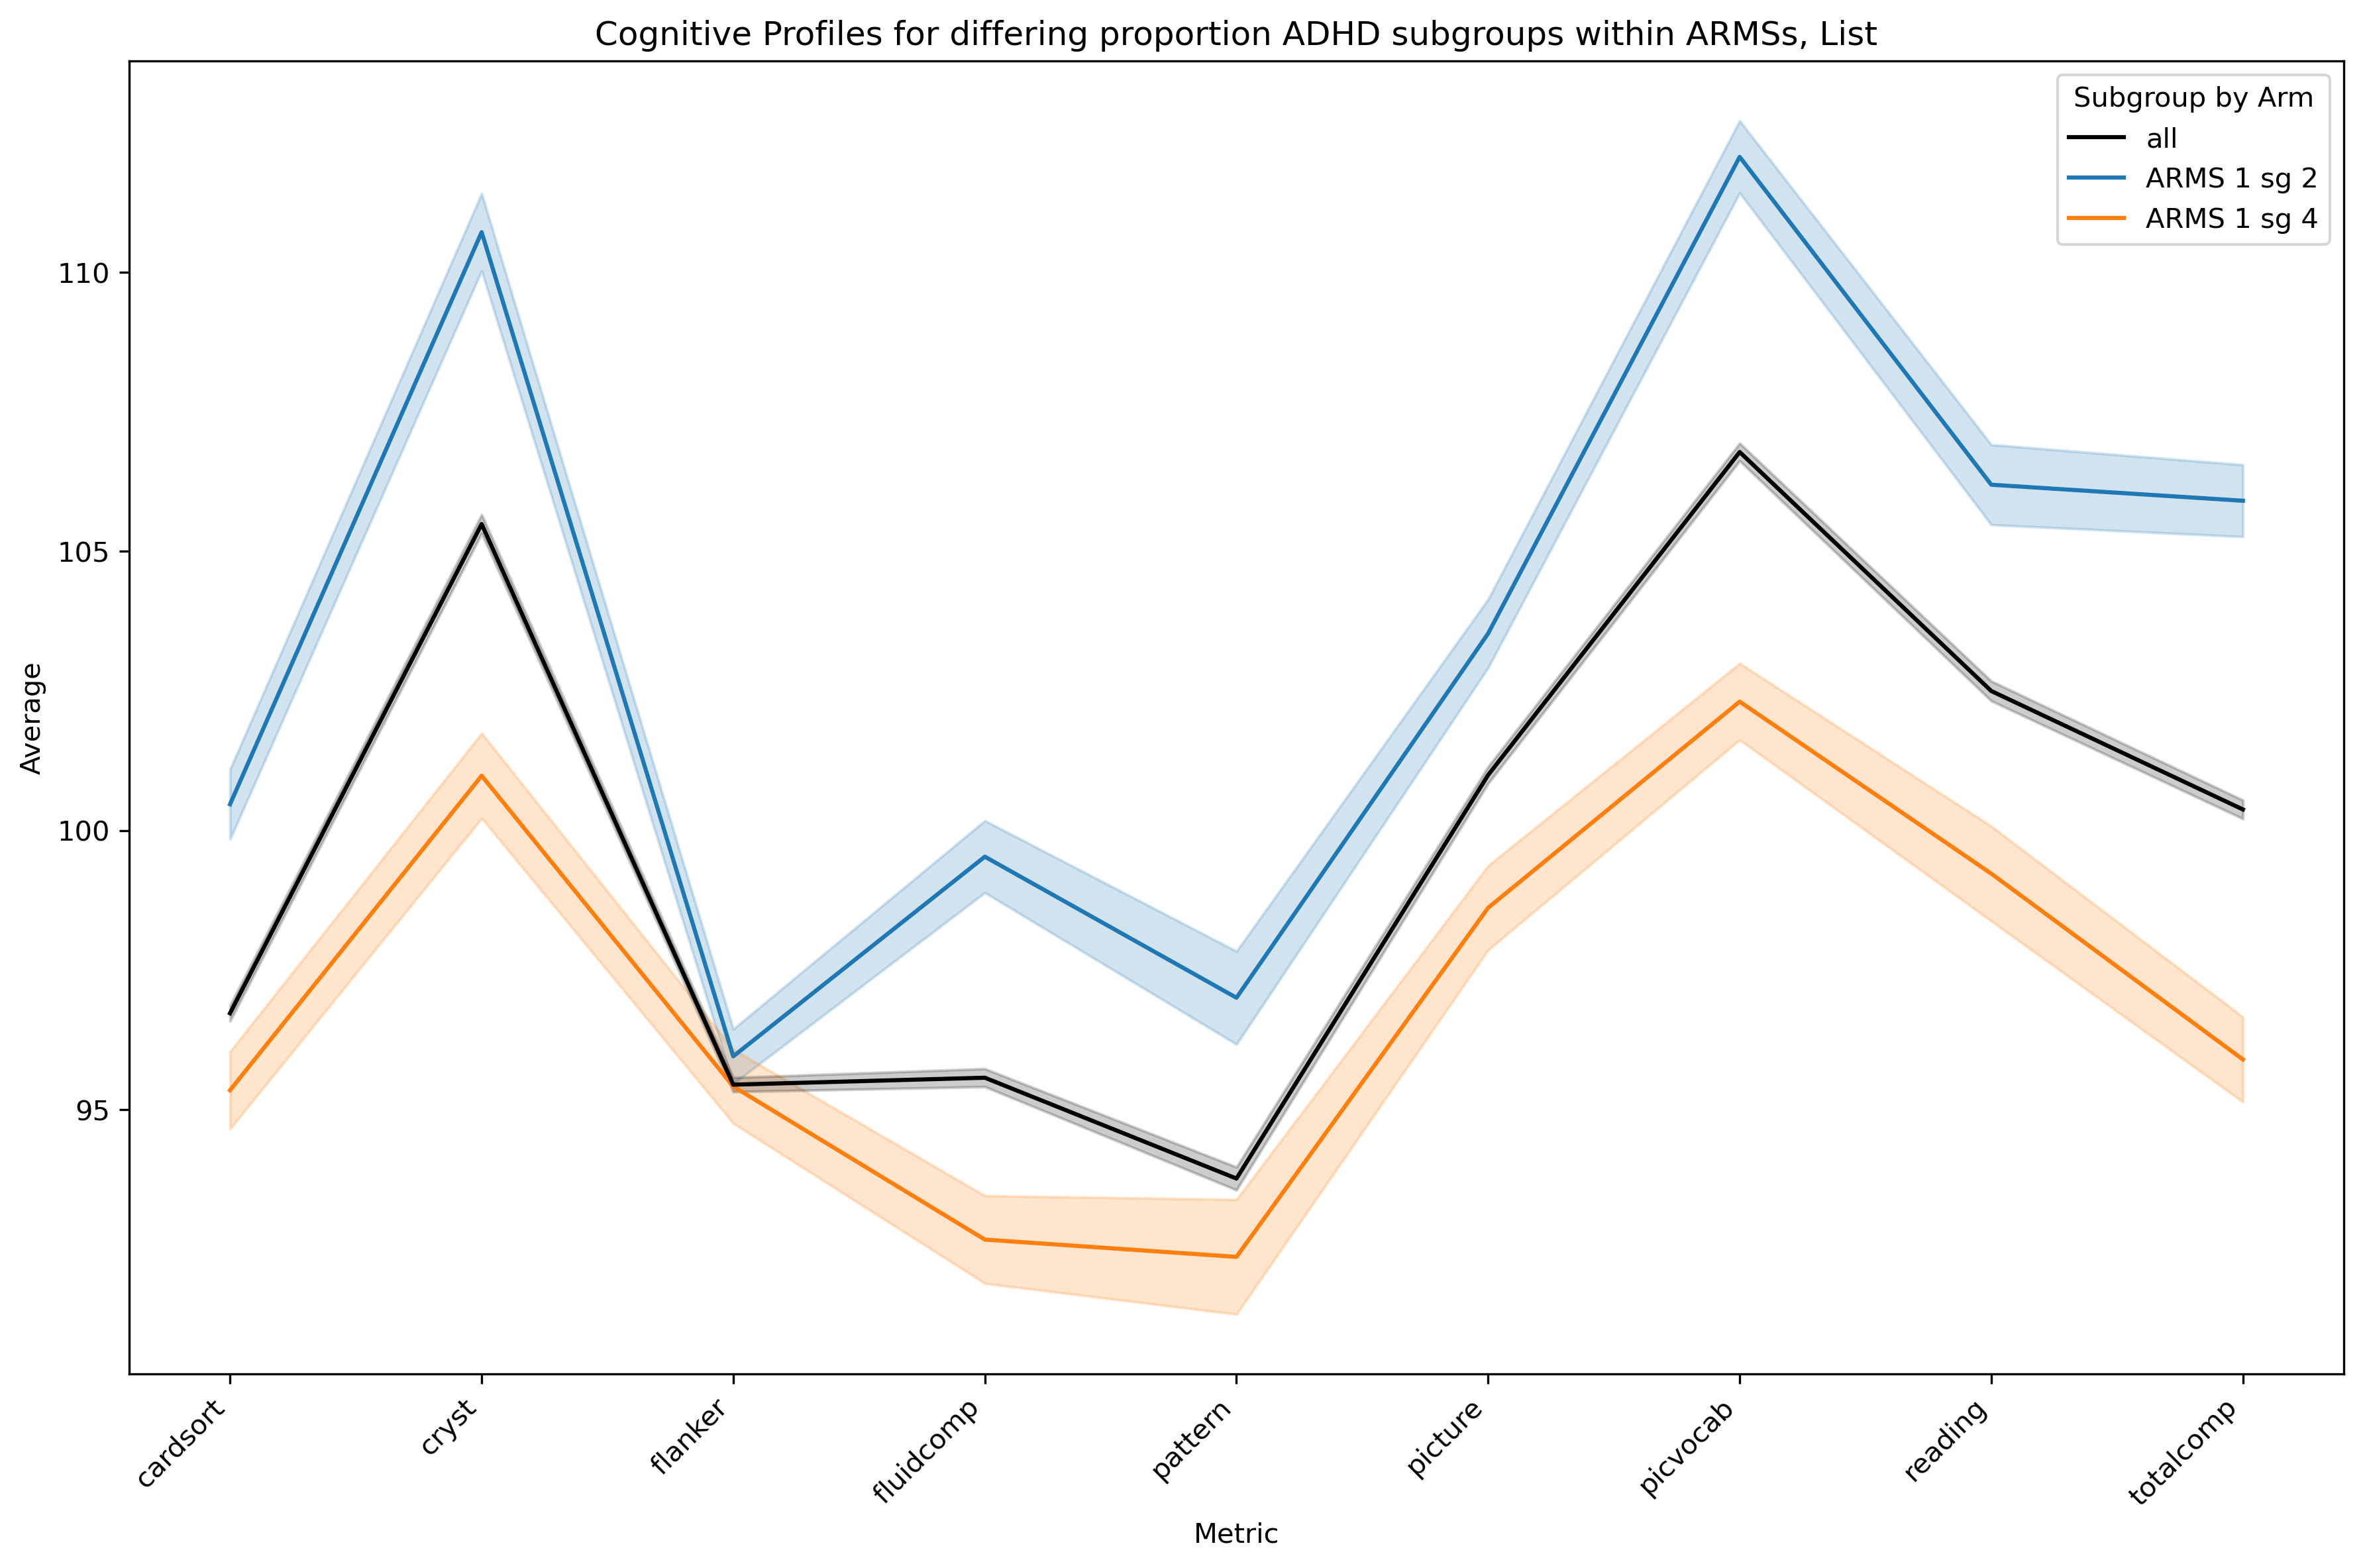 Cognitive Profiles for differing proportion ADHD subgroups within ARMSs, List
Subgroup by Arm
all
ARMS 1 sg 2
ARMS 1 sg 4
Average
110
105
100
95
cardsort
cryst
flanker
fluidcomp
pattern
picture
picvocab
reading
totalcomp
Metric